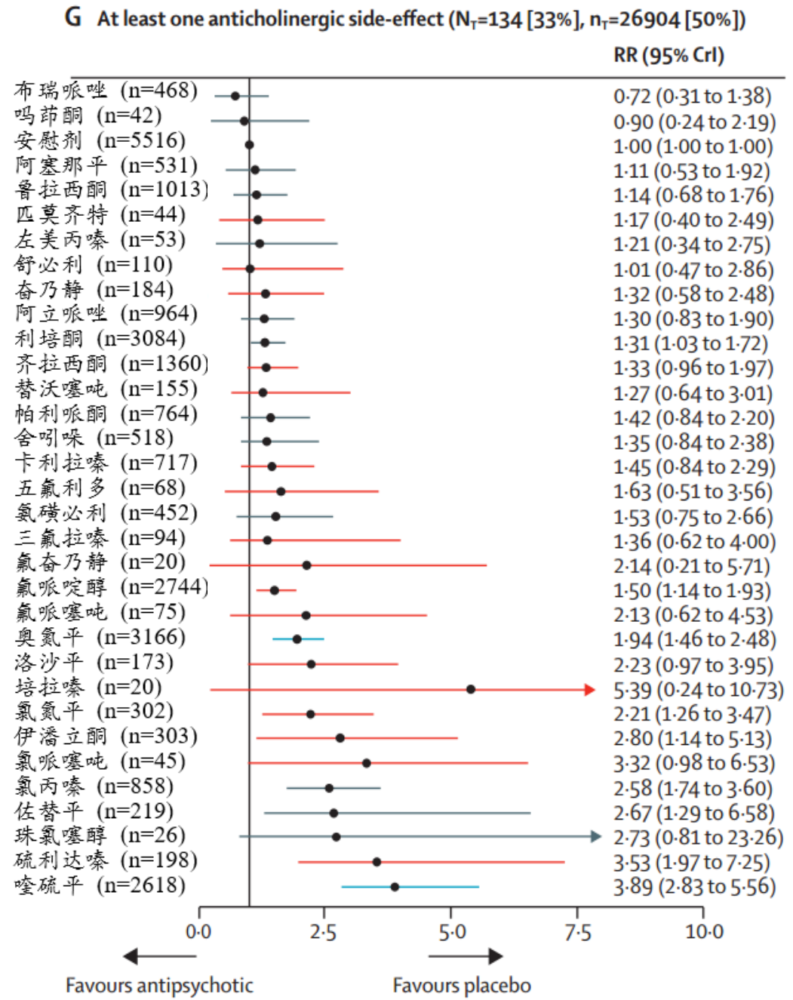 G At least one anticholinergic side-effect (NT=134 [33%], nT=26904 [50%])
RR (95% CrI)
布瑞哌唑 (n=468) 0·72 (0·31 to 1·38)
吗茚酮 (n=42) 0·90 (0·24 to 2·19)
安慰剂 (n=5516) 1·00 (1·00 to 1·00)
阿塞那平 (n=531) 1·11 (0·53 to 1·92)
鲁拉西酮 (n=1013) 1·14 (0·68 to 1·76)
匹莫齐特 (n=44) 1·17 (0·40 to 2·49)
左美丙嗪 (n=53) 1·21 (0·34 to 2·75)
舒必利 (n=110) 1·01 (0·47 to 2·86)
奋乃静 (n=184) 1·32 (0·58 to 2·48)
阿立哌唑 (n=964) 1·30 (0·83 to 1·90)
利培酮 (n=3084) 1·31 (1·03 to 1·72)
齐拉西酮 (n=1360) 1·33 (0·96 to 1·97)
替沃噻吨 (n=155) 1·27 (0·64 to 3·01)
帕利哌酮 (n=764) 1·42 (0·84 to 2·20)
舍吲哚 (n=518) 1·35 (0·84 to 2·38)
卡利拉嗪 (n=717) 1·45 (0·84 to 2·29)
五氟利多 (n=68) 1·63 (0·51 to 3·56)
氨磺必利 (n=452) 1·53 (0·75 to 2·66)
三氟拉嗪 (n=94) 1·36 (0·62 to 4·00)
氟奋乃静 (n=20) 2·14 (0·21 to 5·71)
氟哌啶醇 (n=2744) 1·50 (1·14 to 1·93)
氟哌噻吨 (n=75) 2·13 (0·62 to 4·53)
奥氮平 (n=3166) 1·94 (1·46 to 2·48)
洛沙平 (n=173) 2·23 (0·97 to 3·95)
培拉嗪 (n=20) 5·39 (0·24 to 10·73)
氯氮平 (n=302) 2·21 (1·26 to 3·47)
伊潘立酮 (n=303) 2·80 (1·14 to 5·13)
氯哌噻吨 (n=45) 3·32 (0·98 to 6·53)
氯丙嗪 (n=858) 2·58 (1·74 to 3·60)
佐替平 (n=219) 2·67 (1·29 to 6·58)
珠氯噻醇 (n=26) 2·73 (0·81 to 23·26)
硫利达嗪 (n=198) 3·53 (1·97 to 7·25)
喹硫平 (n=2618) 3·89 (2·83 to 5·56)
0·0 2·5 5·0 7·5 10·0
Favours antipsychotic Favours placebo